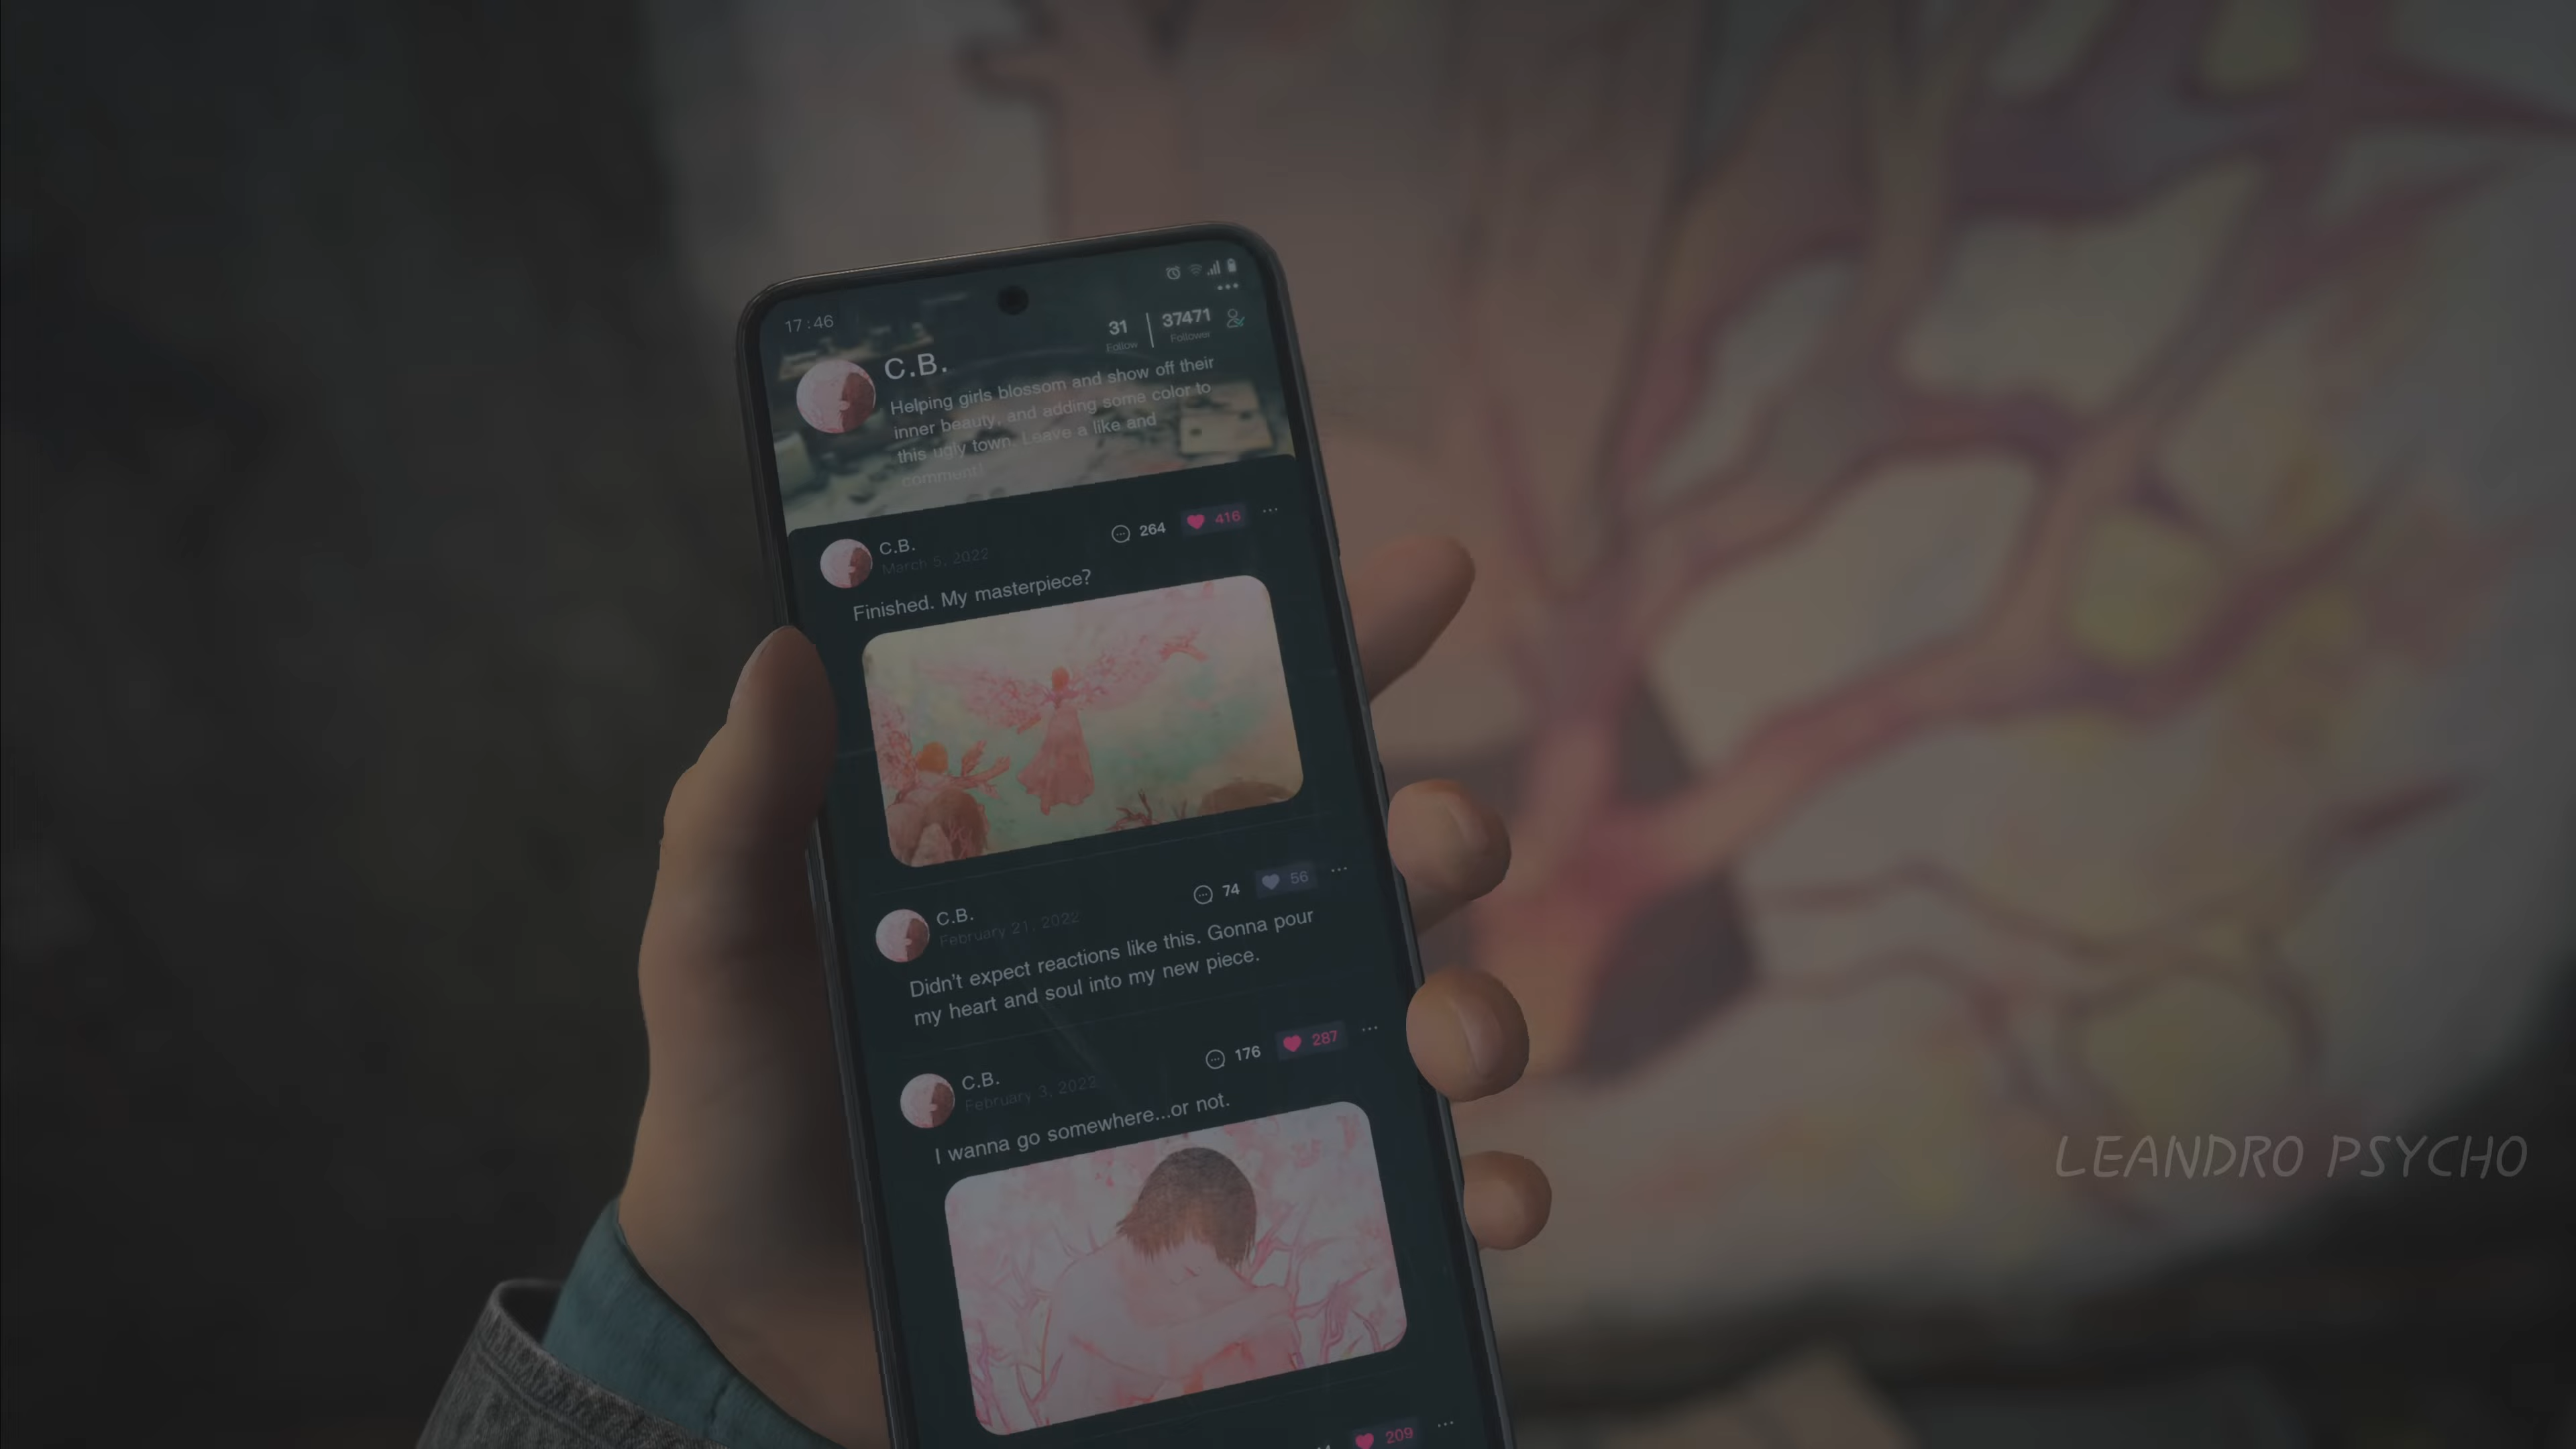 17:46
31
Follow
37471
Follower
C.B.
Helping girls blossom and show off their
inner beauty, and adding some color to
this ugly town. Leave a like and
comment!
C.B.
March 5, 2022
264
416
Finished. My masterpiece?
C.B.
February 21, 2022
74
56
Didn't expect reactions like this. Gonna pour
my heart and soul into my new piece.
C.B.
February 3, 2022
176
287
I wanna go somewhere...or not.
209
LEANDRO PSYCHO